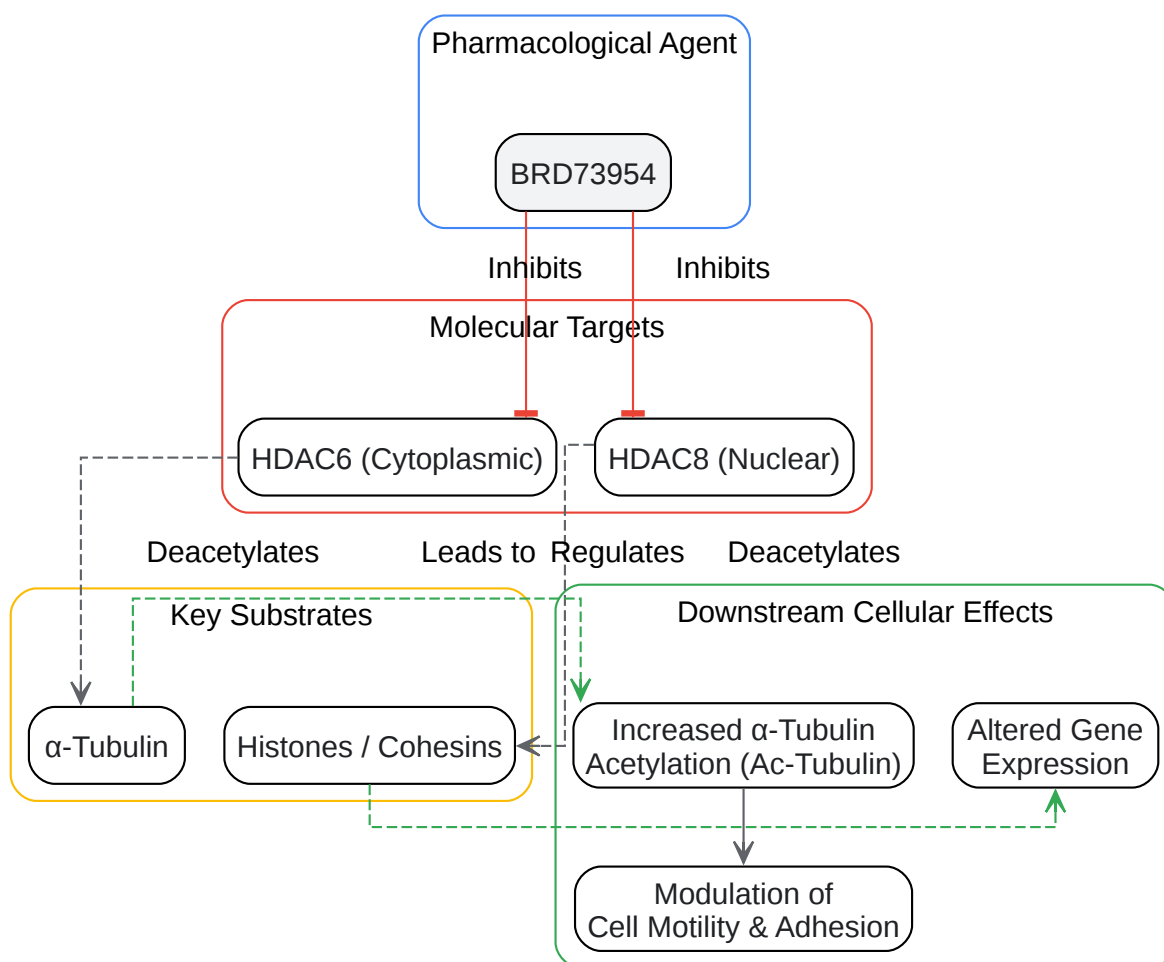 Pharmacological Agent
BRD73954
Inhibits
Inhibits
Molecular Targets
HDAC6 (Cytoplasmic)
HDAC8 (Nuclear)
Deacetylates
Leads to
Regulates
Deacetylates
Key Substrates
Downstream Cellular Effects
α-Tubulin
Histones / Cohesins
Increased α-Tubulin
Acetylation (Ac-Tubulin)
Altered Gene
Expression
Modulation of
Cell Motility & Adhesion